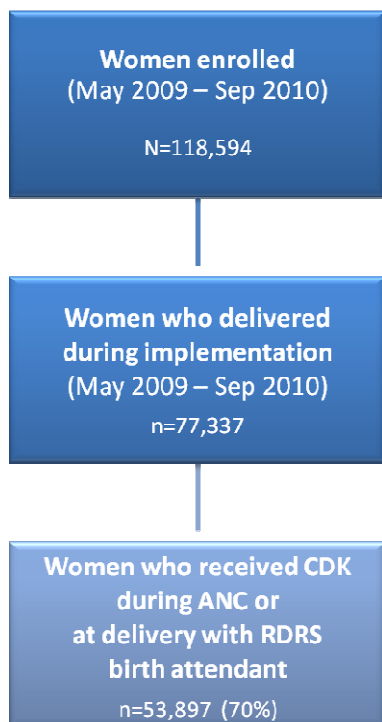 Women enrolled
(May 2009 – Sep 2010)
N=118,594
Women who delivered
during implementation
(May 2009 – Sep 2010)
n=77,337
Women who received CDK
during ANC or
at delivery with RDRS
birth attendant
n=53,897 (70%)